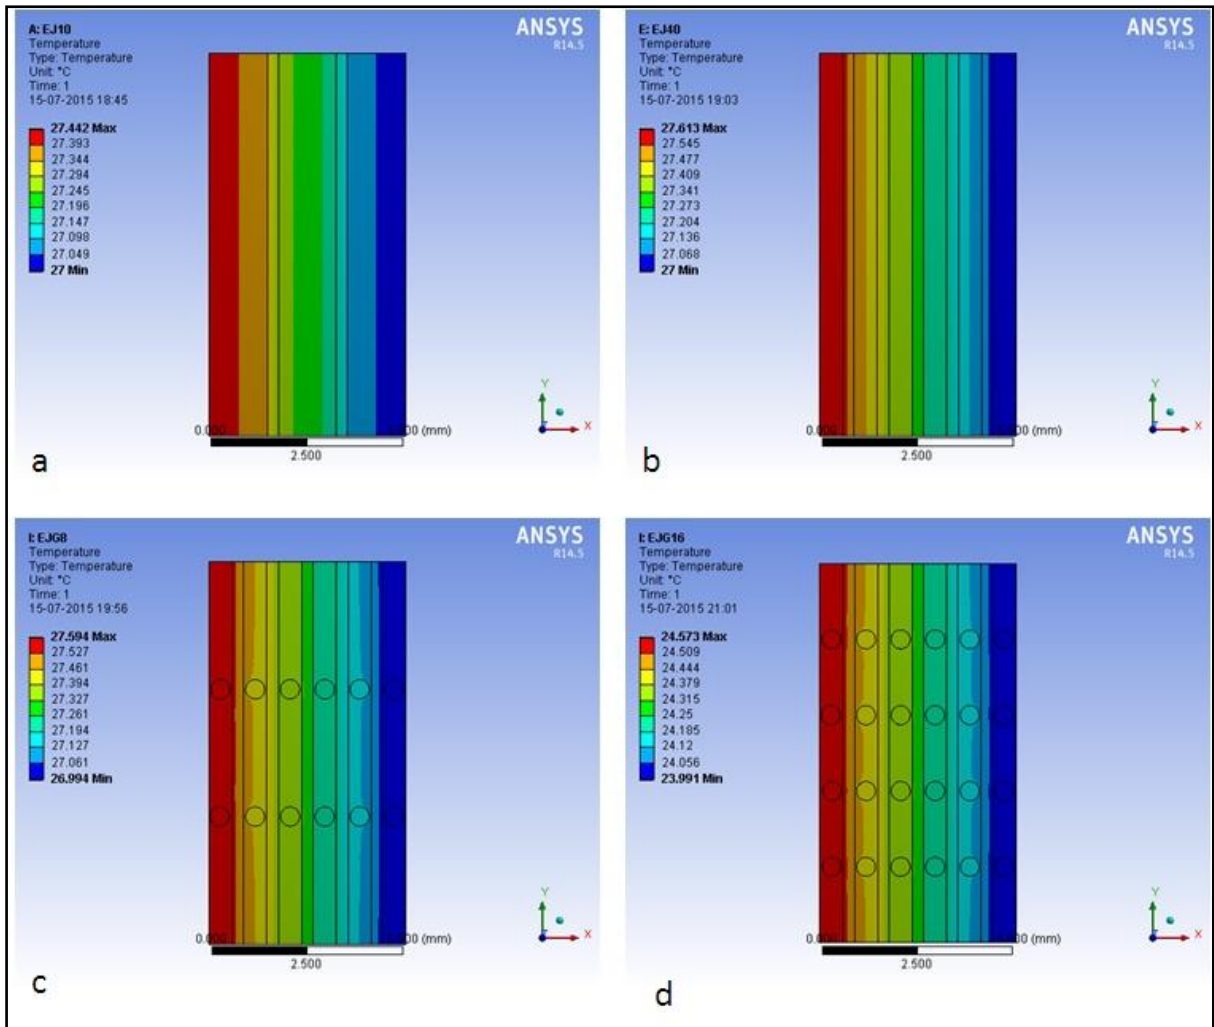 A: EJ10
Temperature
Type: Temperature
Unit: °C
Time: 1
15-07-2015 18:45
27.442 Max
27.393
27.344
27.294
27.245
27.196
27.147
27.098
27.049
27 Min
ANSYS
R14.5
0.000
(mm)
2.500
Y
X
a
E: EJ40
Temperature
Type: Temperature
Unit: °C
Time: 1
15-07-2015 19:03
27.613 Max
27.545
27.477
27.409
27.341
27.273
27.204
27.136
27.068
27 Min
ANSYS
R14.5
(mm)
2.500
Y
X
b
I: EJG8
Temperature
Type: Temperature
Unit: °C
Time: 1
15-07-2015 19:56
27.594 Max
27.527
27.461
27.394
27.327
27.261
27.194
27.127
27.061
26.994 Min
ANSYS
R14.5
(mm)
2.500
Y
X
c
I: EJG16
Temperature
Type: Temperature
Unit: °C
Time: 1
15-07-2015 21:01
24.573 Max
24.509
24.444
24.379
24.315
24.25
24.185
24.12
24.056
23.991 Min
ANSYS
R14.5
(mm)
2.500
Y
X
d